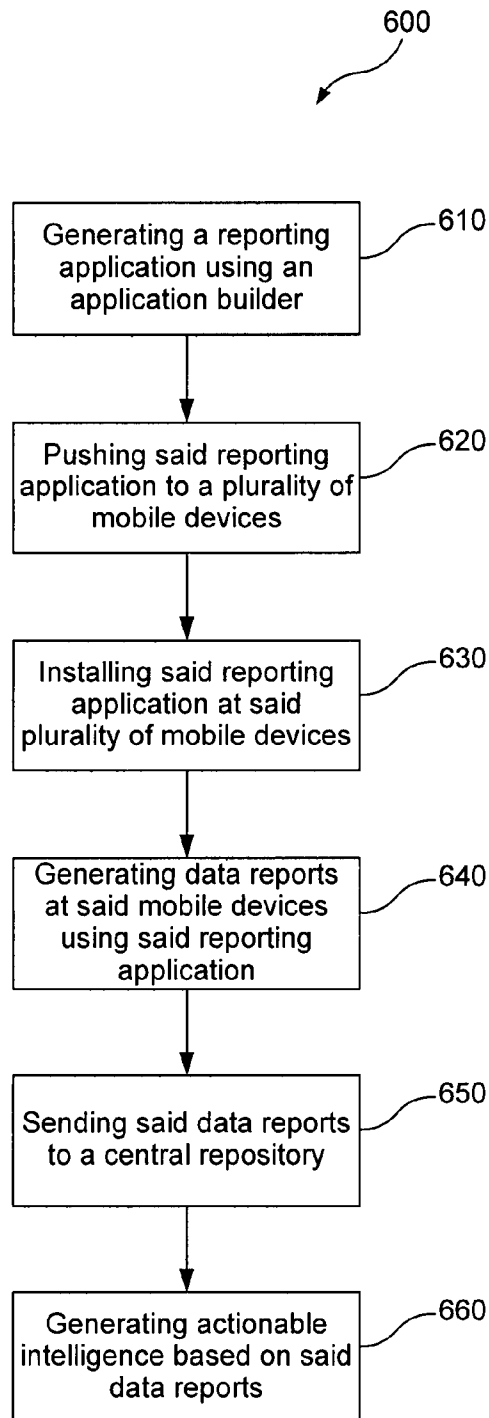 600
610
Generating a reporting
application using an
application builder
620
Pushing said reporting
application to a plurality of
mobile devices
630
Installing said reporting
application at said
plurality of mobile devices
640
Generating data reports
at said mobile devices
using said reporting
application
650
Sending said data reports
to a central repository
660
Generating actionable
intelligence based on said
data reports